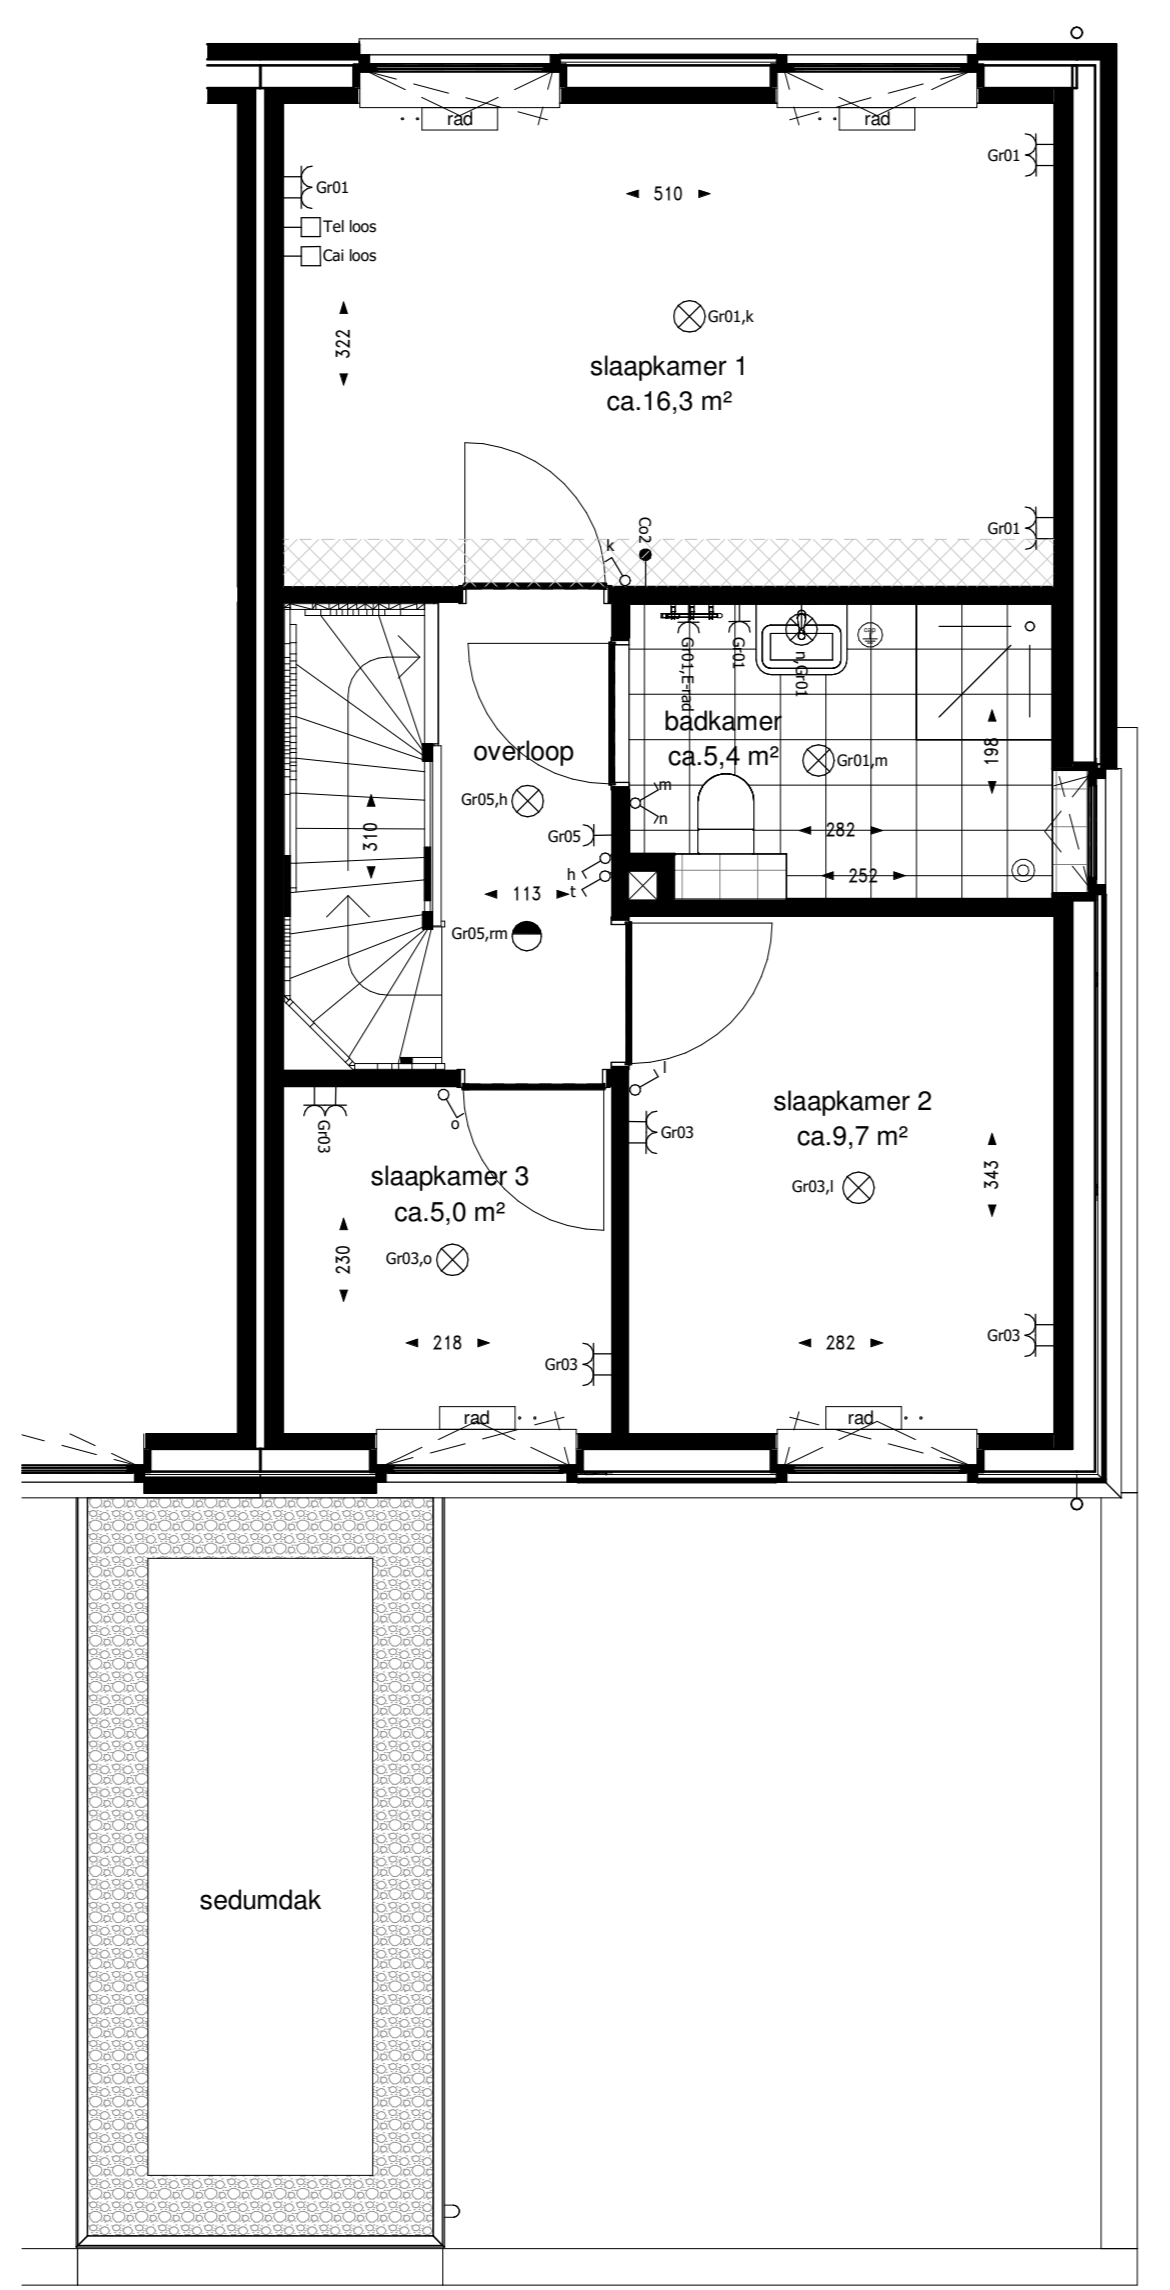 rad
rad
Gr01
Gr01
510
Tel loos
Cai loos
322
Gr01,k
slaapkamer 1
ca.16,3 m²
Gr01
k
Co2
Gr01,E-rad
Gr01
n,Gr01
badkamer
ca.5,4 m²
Gr01,m
198
overloop
Gr05,h
310
m
n
282
Gr05
h
t
252
113
Gr05,rm
l
slaapkamer 2
ca.9,7 m²
Gr03
o
Gr03
343
slaapkamer 3
ca.5,0 m²
Gr03,l
230
Gr03,o
218
282
Gr03
Gr03
rad
rad
sedumdak